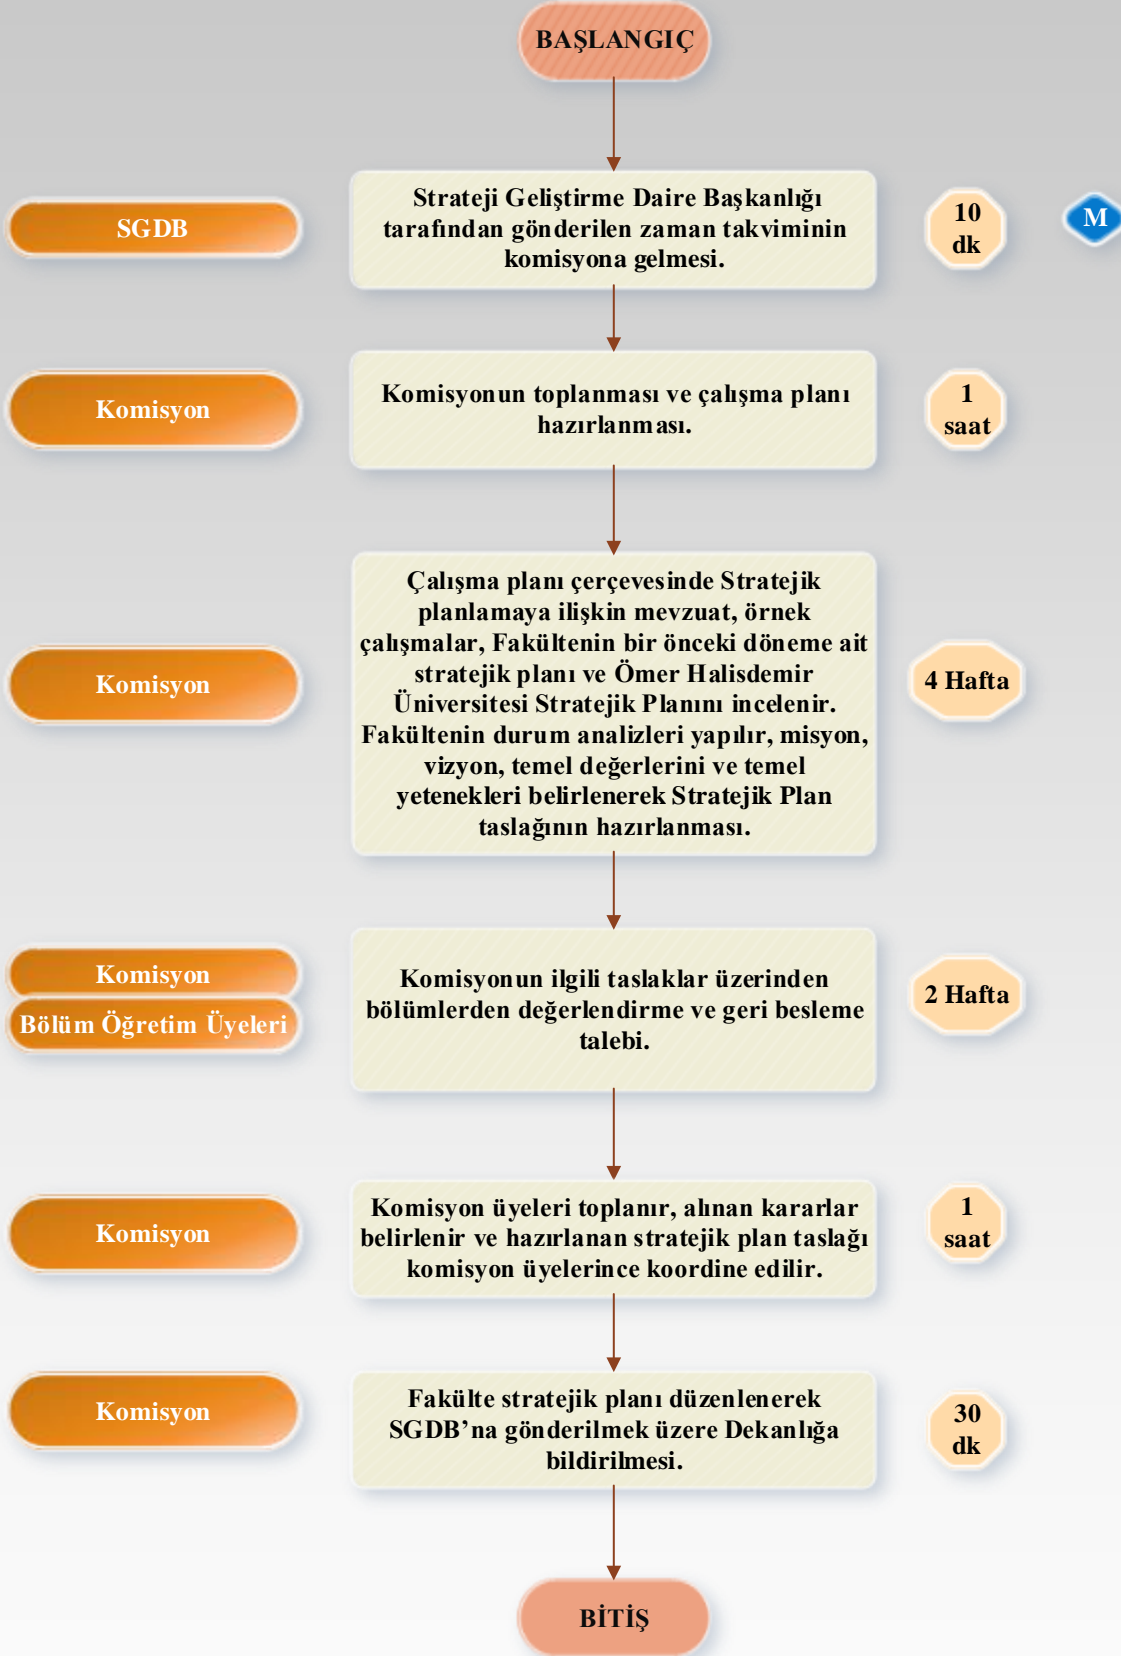 BAŞLANGIÇ
SGDB
Strateji Geliştirme Daire Başkanlığı
tarafından gönderilen zaman takviminin
komisyona gelmesi.
10
dk
M
Komisyon
Komisyonun toplanması ve çalışma planı
hazırlanması.
1
saat
Komisyon
Çalışma planı çerçevesinde Stratejik
planlamaya ilişkin mevzuat, örnek
çalışmalar, Fakültenin bir önceki döneme ait
stratejik planı ve Ömer Halisdemir
Üniversitesi Stratejik Planını incelenir.
Fakültenin durum analizleri yapılır, misyon,
vizyon, temel değerlerini ve temel
yetenekleri belirlenerek Stratejik Plan
taslağının hazırlanması.
4 Hafta
Komisyon
Bölüm Öğretim Üyeleri
Komisyonun ilgili taslaklar üzerinden
bölümlerden değerlendirme ve geri besleme
talebi.
2 Hafta
Komisyon
Komisyon üyeleri toplanır, alınan kararlar
belirlenir ve hazırlanan stratejik plan taslağı
komisyon üyelerince koordine edilir.
1
saat
Komisyon
Fakülte stratejik planı düzenlenerek
SGDB’na gönderilmek üzere Dekanlığa
bildirilmesi.
30
dk
BİTİŞ